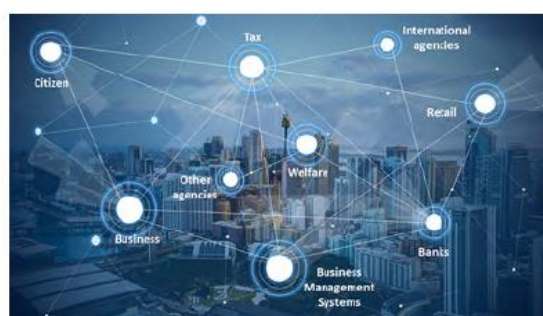 Tax
International
agencies
Citizen
Retail
Welfare
Other
agencies
Business
Banks
Business
Management
Systems